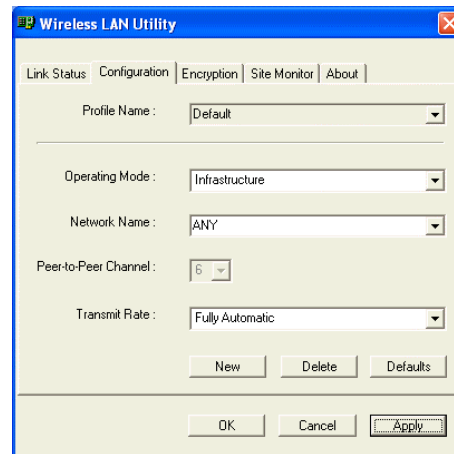 Wireless LAN Utility
Link Status Configuration Encryption Site Monitor About
Profile Name : Default
Operating Mode : Infrastructure
Network Name : ANY
Peer-to-Peer Channel : 6
Transmit Rate : Fully Automatic
New Delete Defaults
OK Cancel Apply